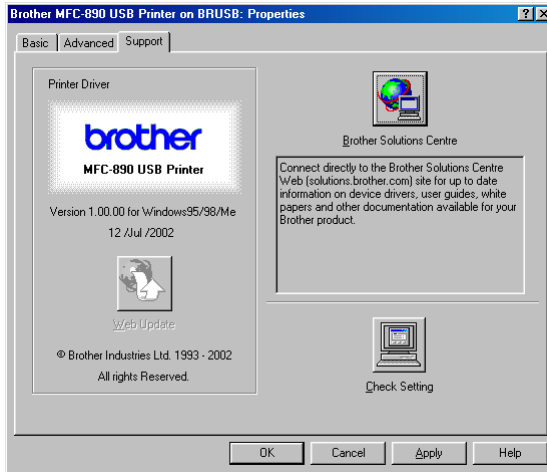 Brother MFC-890 USB Printer on BRUSB: Properties
Basic
Advanced
Support
Printer Driver
brother
MFC-890 USB Printer
Version 1.00.00 for Windows95/98/Me
12 /Jul /2002
Web Update
© Brother Industries Ltd. 1993 - 2002
All rights Reserved.
Brother Solutions Centre
Connect directly to the Brother Solutions Centre
Web (solutions.brother.com) site for up to date
information on device drivers, user guides, white
papers and other documentation available for your
Brother product.
Check Setting
OK
Cancel
Apply
Help